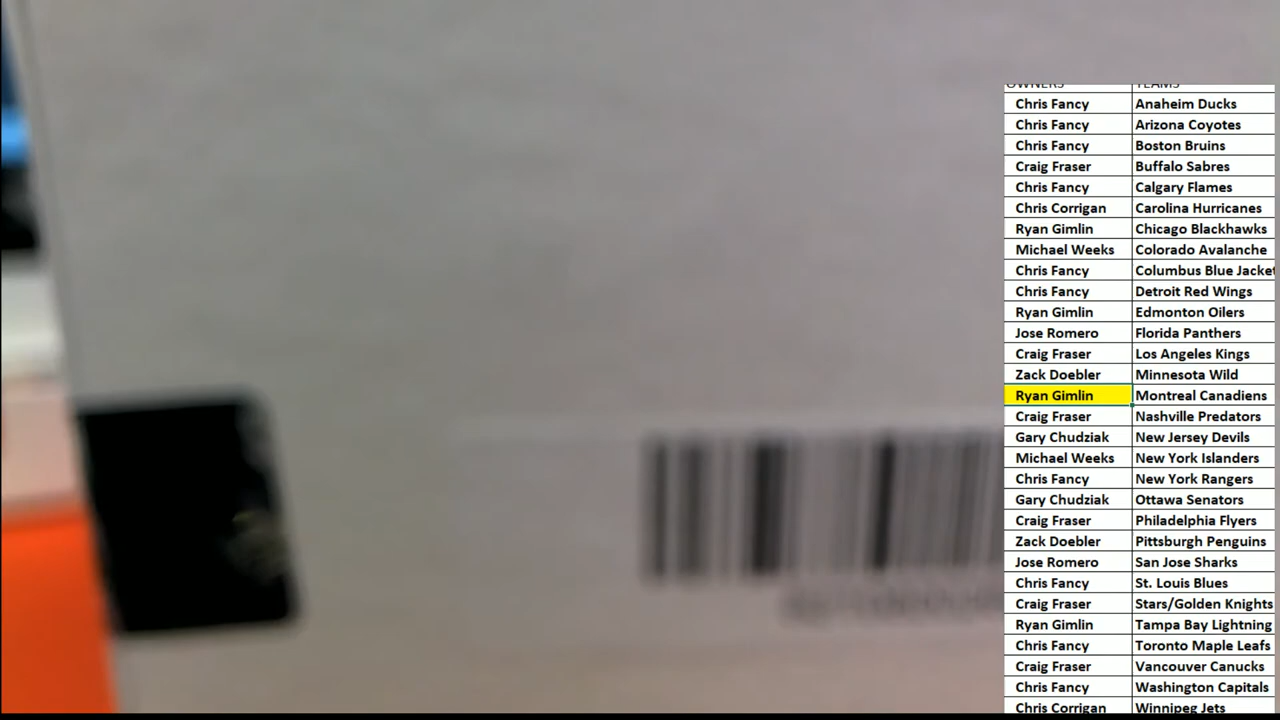 OWNERS TEAMS
Chris Fancy Anaheim Ducks
Chris Fancy Arizona Coyotes
Chris Fancy Boston Bruins
Craig Fraser Buffalo Sabres
Chris Fancy Calgary Flames
Chris Corrigan Carolina Hurricanes
Ryan Gimlin Chicago Blackhawks
Michael Weeks Colorado Avalanche
Chris Fancy Columbus Blue Jacket
Chris Fancy Detroit Red Wings
Ryan Gimlin Edmonton Oilers
Jose Romero Florida Panthers
Craig Fraser Los Angeles Kings
Zack Doebler Minnesota Wild
Ryan Gimlin Montreal Canadiens
Craig Fraser Nashville Predators
Gary Chudziak New Jersey Devils
Michael Weeks New York Islanders
Chris Fancy New York Rangers
Gary Chudziak Ottawa Senators
Craig Fraser Philadelphia Flyers
Zack Doebler Pittsburgh Penguins
Jose Romero San Jose Sharks
Chris Fancy St. Louis Blues
Craig Fraser Stars/Golden Knights
Ryan Gimlin Tampa Bay Lightning
Chris Fancy Toronto Maple Leafs
Craig Fraser Vancouver Canucks
Chris Fancy Washington Capitals
Chris Corrigan Winnipeg Jets